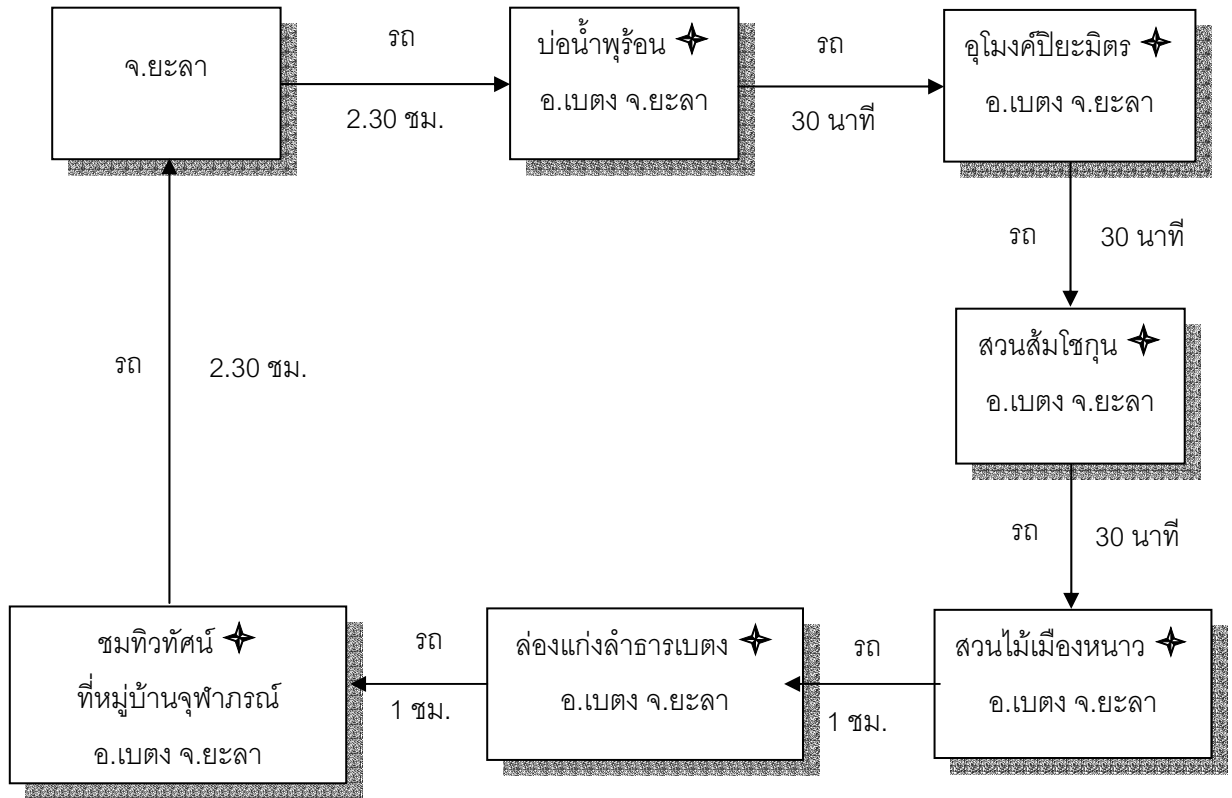 จ.ยะลา
รถ
2.30 ชม.
บ่อน้ำพุร้อน
อ.เบตง จ.ยะลา
รถ
30 นาที
อุโมงค์ปิยะมิตร
อ.เบตง จ.ยะลา
รถ 30 นาที
สวนส้มโชกุน
อ.เบตง จ.ยะลา
รถ 30 นาที
สวนไม้เมืองหนาว
อ.เบตง จ.ยะลา
รถ
1 ชม.
ล่องแก่งลำธารเบตง
อ.เบตง จ.ยะลา
รถ
1 ชม.
ชมทิวทัศน์
ที่หมู่บ้านจุฬาภรณ์
อ.เบตง จ.ยะลา
รถ 2.30 ชม.